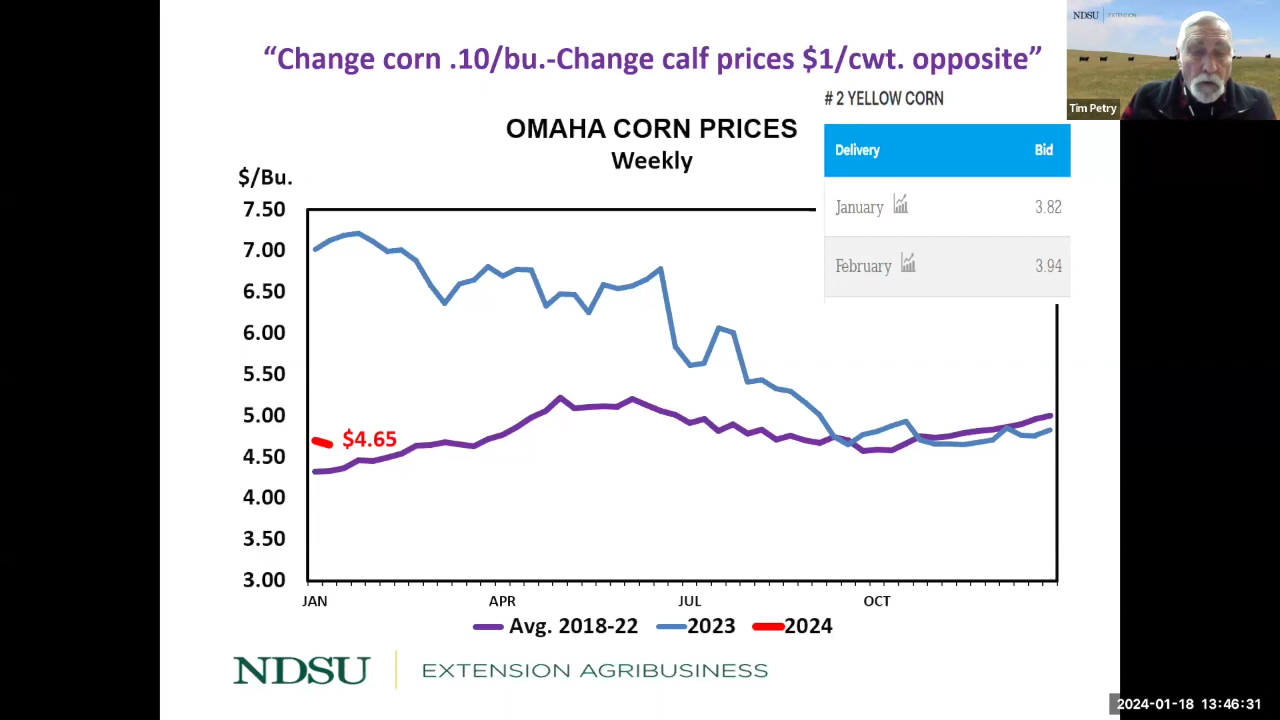 “Change corn .10/bu.-Change calf prices $1/cwt. opposite”
NDSU EXTENSION
Tim Petry
# 2 YELLOW CORN
Delivery Bid
January 3.82
February 3.94
OMAHA CORN PRICES
Weekly
$/Bu.
7.50
7.00
6.50
6.00
5.50
5.00
4.50
4.00
3.50
3.00
$4.65
JAN APR JUL OCT
Avg. 2018-22 2023 2024
NDSU EXTENSION AGRIBUSINESS
2024-01-18 13:46:31